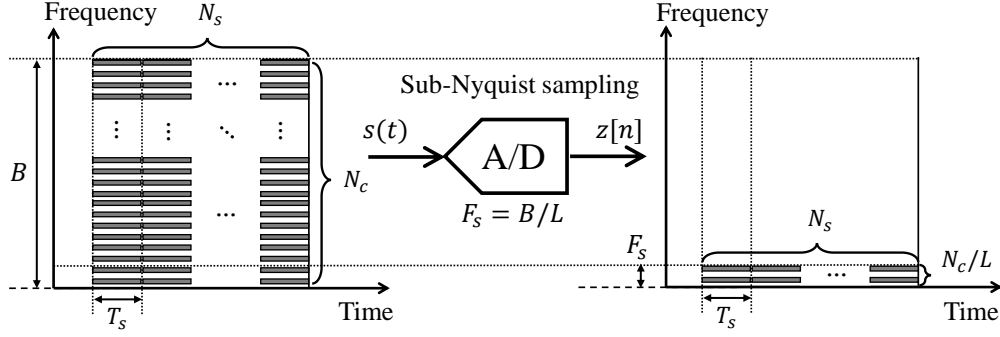 Frequency
N_s
B
⋯
⋮ ⋮ ⋱ ⋮
⋯
N_c
T_s
Time
Sub-Nyquist sampling
s(t)
A/D
z[n]
F_s = B/L
Frequency
N_s
F_s
⋯
N_c/L
T_s
Time